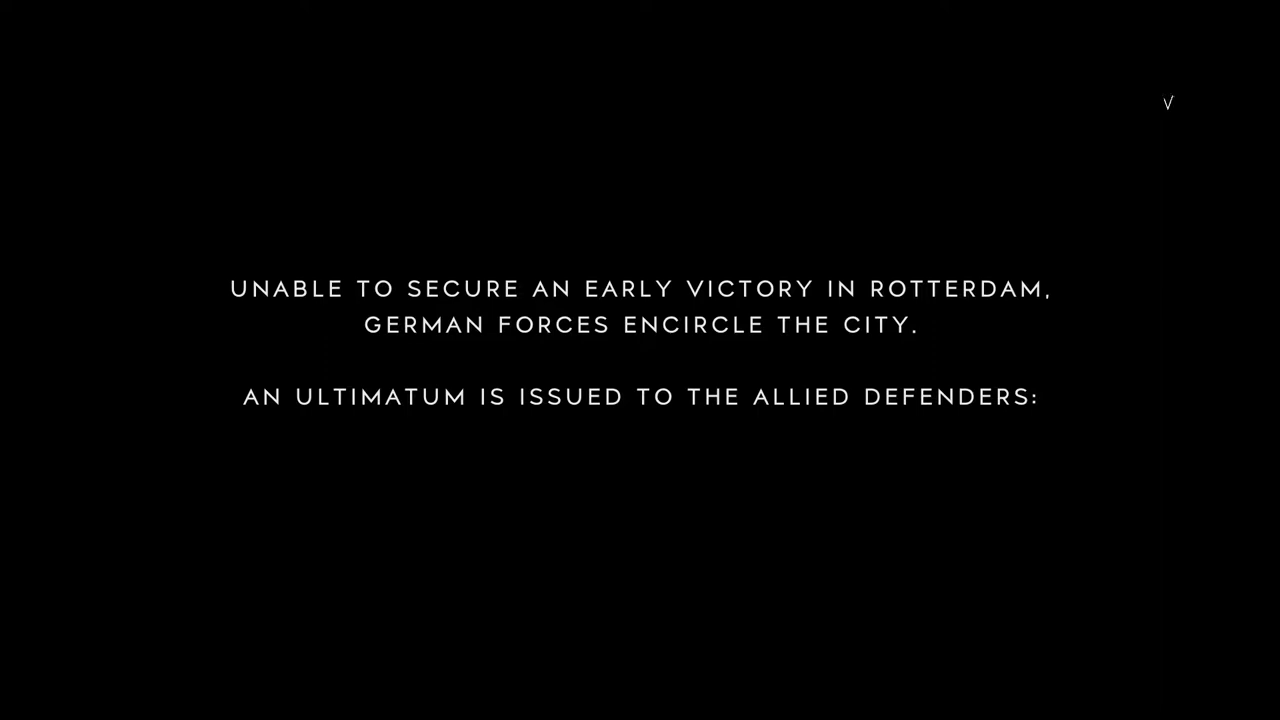 UNABLE TO SECURE AN EARLY VICTORY IN ROTTERDAM,
GERMAN FORCES ENCIRCLE THE CITY.
AN ULTIMATUM IS ISSUED TO THE ALLIED DEFENDERS: